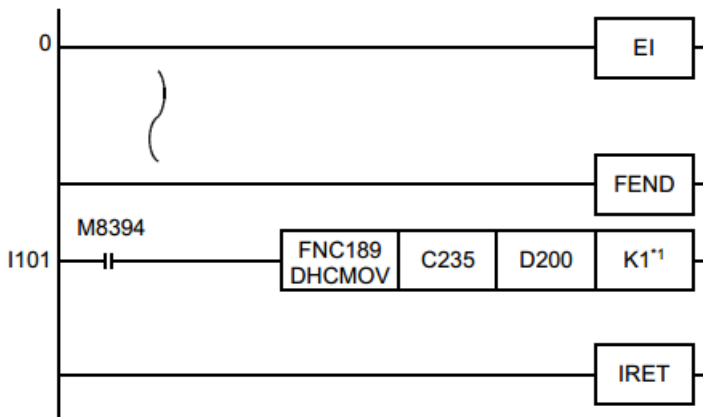 0
EI
FEND
M8394
I101
FNC189
DHCMOV
C235
D200
K1*1
IRET